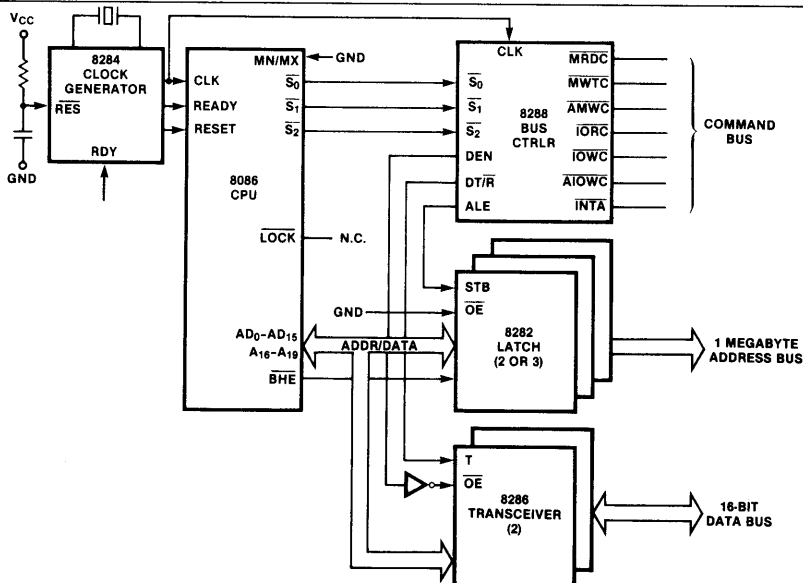 VCC
8284
CLOCK
GENERATOR
RES
RDY
GND
MN/MX
GND
CLK
READY
RESET
S0
S1
S2
8086
CPU
LOCK
N.C.
AD0-AD15
A16-A19
BHE
ADDR/DATA
CLK
S0
S1
S2
DEN
DT/R
ALE
8288
BUS
CTRLR
MRDC
MWTC
AMWC
IORC
IOWC
AIOWC
INTA
COMMAND
BUS
STB
GND
OE
8282
LATCH
(2 OR 3)
1 MEGABYTE
ADDRESS BUS
T
OE
8286
TRANSCEIVER
(2)
16-BIT
DATA BUS